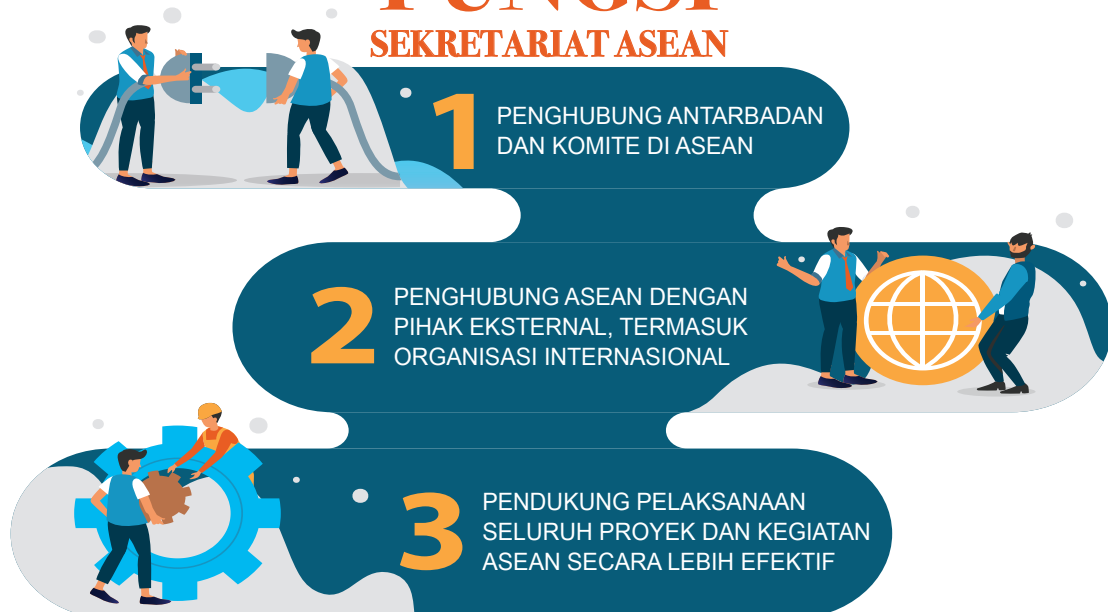 FUNGSI
SEKRETARIAT ASEAN
1
PENGHUBUNG ANTARBADAN
DAN KOMITE DI ASEAN
2
PENGHUBUNG ASEAN DENGAN
PIHAK EKSTERNAL, TERMASUK
ORGANISASI INTERNASIONAL
3
PENDUKUNG PELAKSANAAN
SELURUH PROYEK DAN KEGIATAN
ASEAN SECARA LEBIH EFEKTIF